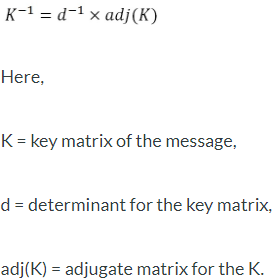 K⁻¹ = d⁻¹ × adj(K)
Here,
K = key matrix of the message,
d = determinant for the key matrix,
adj(K) = adjugate matrix for the K.